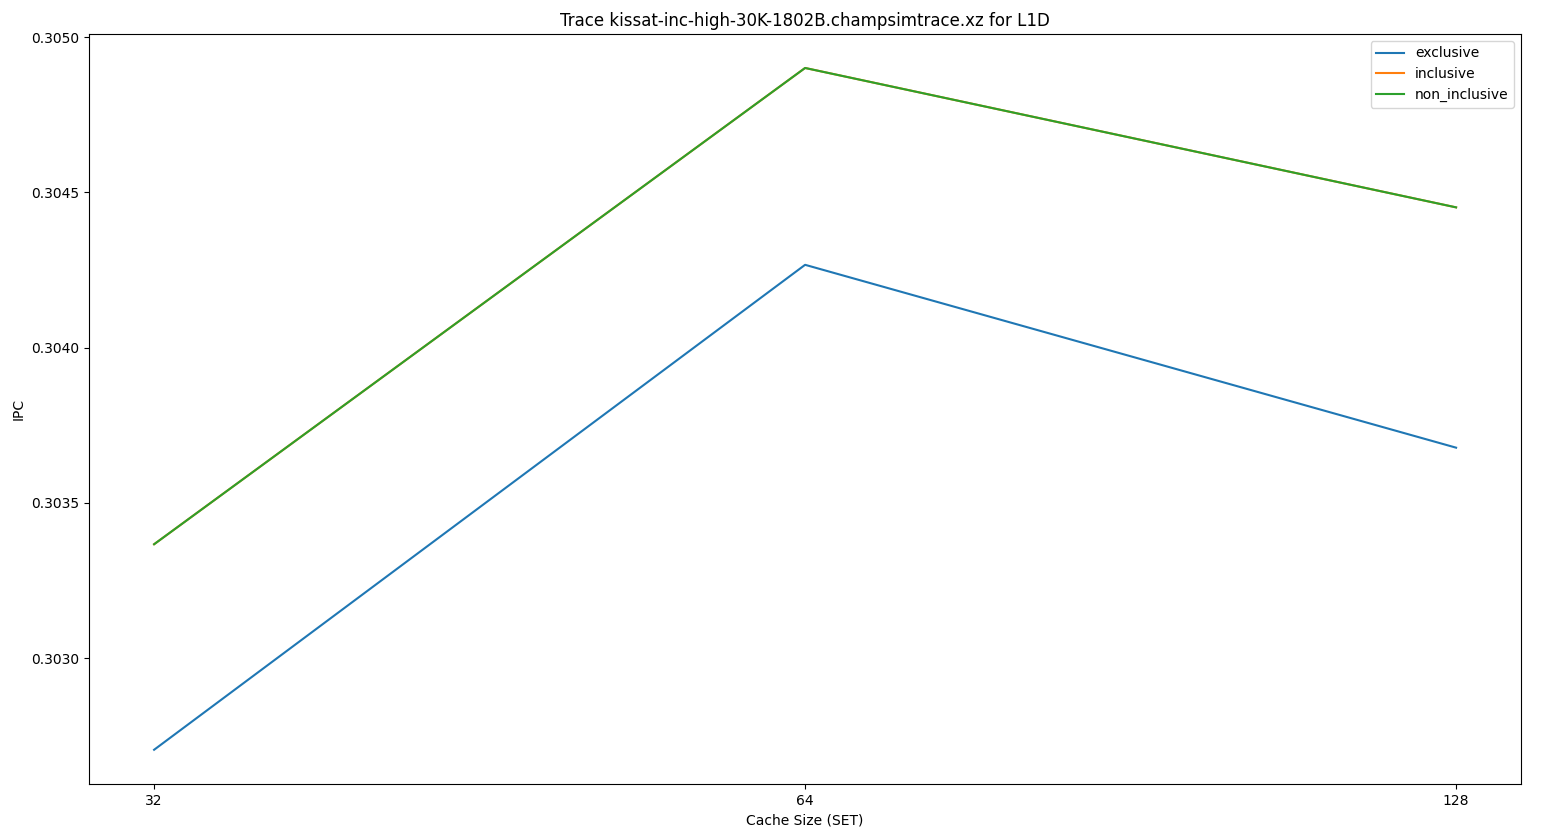 Trace kissat-inc-high-30K-1802B.champsimtrace.xz for L1D
0.3050
0.3045
0.3040
0.3035
0.3030
IPC
exclusive
inclusive
non_inclusive
32
64
128
Cache Size (SET)